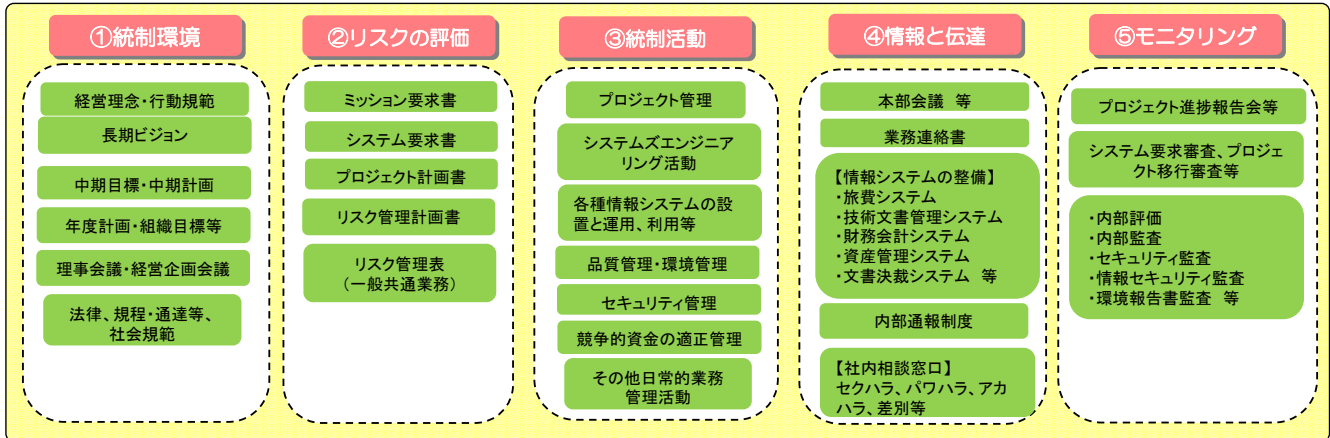 ①統制環境
経営理念・行動規範
長期ビジョン
中期目標・中期計画
年度計画・組織目標等
理事会議・経営企画会議
法律、規程・通達等、
社会規範
②リスクの評価
ミッション要求書
システム要求書
プロジェクト計画書
リスク管理計画書
リスク管理表
（一般共通業務）
③統制活動
プロジェクト管理
システムズエンジニア
リング活動
各種情報システムの設
置と運用、利用等
品質管理・環境管理
セキュリティ管理
競争的資金の適正管理
その他日常的業務
管理活動
④情報と伝達
本部会議 等
業務連絡書
【情報システムの整備】
・旅費システム
・技術文書管理システム
・財務会計システム
・資産管理システム
・文書決裁システム 等
内部通報制度
【社内相談窓口】
セクハラ、パワハラ、アカ
ハラ、差別等
⑤モニタリング
プロジェクト進捗報告会等
システム要求審査、プロジェ
クト移行審査等
・内部評価
・内部監査
・セキュリティ監査
・情報セキュリティ監査
・環境報告書監査 等